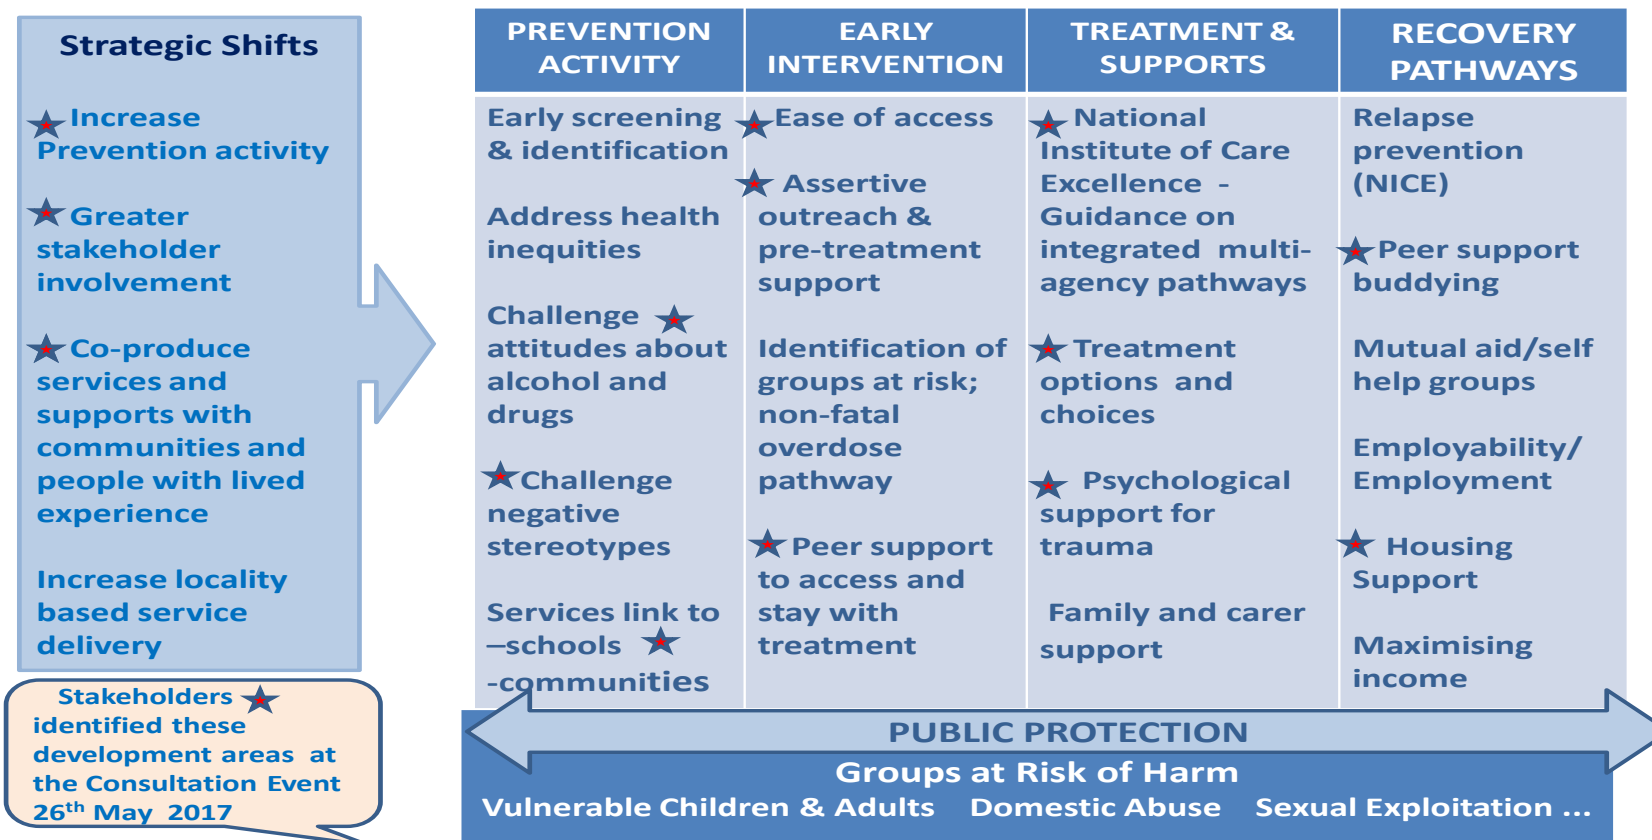 Strategic Shifts
Increase
Prevention activity
Greater
stakeholder
involvement
Co-produce
services and
supports with
communities and
people with lived
experience
Increase locality
based service
delivery
Stakeholders
identified these
development areas at
the Consultation Event
26th May 2017
PREVENTION
ACTIVITY
Early screening
& identification
Address health
inequities
Challenge
attitudes about
alcohol and
drugs
Challenge
negative
stereotypes
Services link to
–schools
-communities
EARLY
INTERVENTION
Ease of access
Assertive
outreach &
pre-treatment
support
Identification of
groups at risk;
non-fatal
overdose
pathway
Peer support
to access and
stay with
treatment
TREATMENT &
SUPPORTS
National
Institute of Care
Excellence -
Guidance on
integrated multi-
agency pathways
Treatment
options and
choices
Psychological
support for
trauma
Family and carer
support
RECOVERY
PATHWAYS
Relapse
prevention
(NICE)
Peer support
buddying
Mutual aid/self
help groups
Employability/
Employment
Housing
Support
Maximising
income
PUBLIC PROTECTION
Groups at Risk of Harm
Vulnerable Children & Adults Domestic Abuse Sexual Exploitation ...